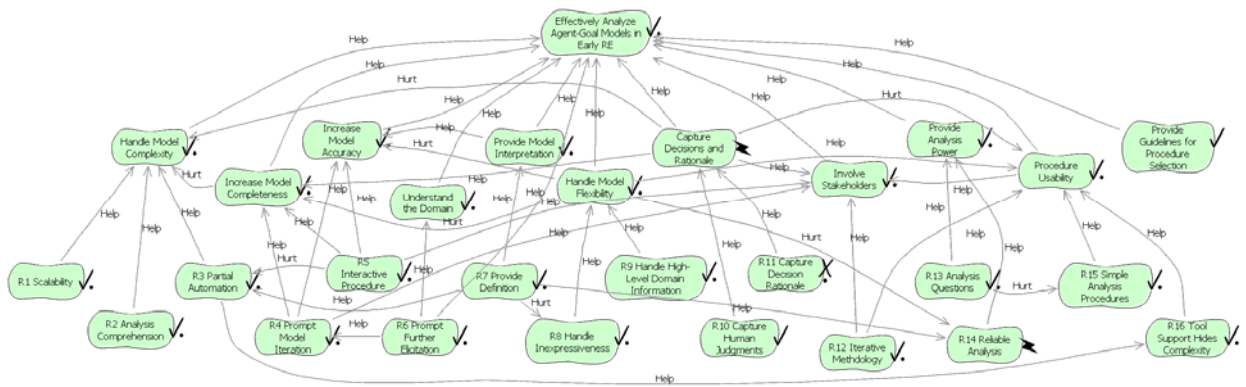 Effectively Analyze
Agent-Goal Models in
Early RE
Help
Help
Help
Help
Hurt
Help
Help
Help
Help
Help
Help
Hurt
Handle Model
Complexity
Increase
Model
Accuracy
Help
Hurt
Provide Model
Interpretation
Capture
Decisions and
Rationale
Provide
Analysis
Power
Provide
Guidelines for
Procedure
Selection
Hurt
Increase Model
Completeness
Help
Help
Help
Understand
the Domain
Help
Help
Help
Handle Model
Flexibility
Help
Involve
Stakeholders
Procedure
Usability
Help
Help
Help
Help
Hurt
Help
Help
Help
Help
Hurt
Help
Help
Help
Help
R1 Scalability
R3 Partial
Automation
Hurt
R5
Interactive
Procedure
Help
R7 Provide
Definition
R9 Handle High-
Level Domain
Information
R11 Capture
Decision
Rationale
R13 Analysis
Questions
Hurt
R15 Simple
Analysis
Procedures
Help
Hurt
Help
R2 Analysis
Comprehension
R4 Prompt
Model
Iteration
Help
R6 Prompt
Further
Elicitation
R8 Handle
Inexpressiveness
R10 Capture
Human
Judgments
R12 Iterative
Methdology
R14 Reliable
Analysis
R16 Tool
Support Hides
Complexity
Help